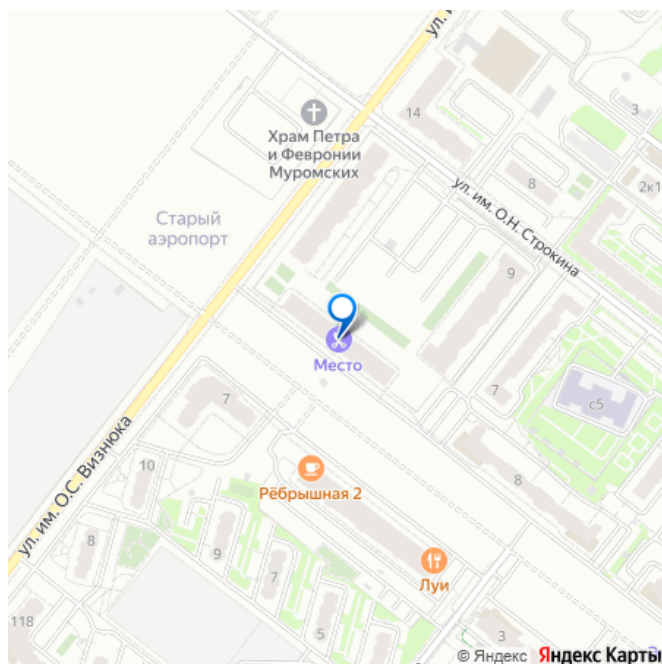 ул. И
14
3
Храм Петра
и Февронии
Муромских
8
2к1
ул. им. О.Н. Строкина
Старый
аэропорт
9
Место
7
7
с5
ул. им. О.С. Визнюка
10
Рёбрышная 2
8
8
9
7
Луи
118
5
3
© Яндекс Яндекс Карты